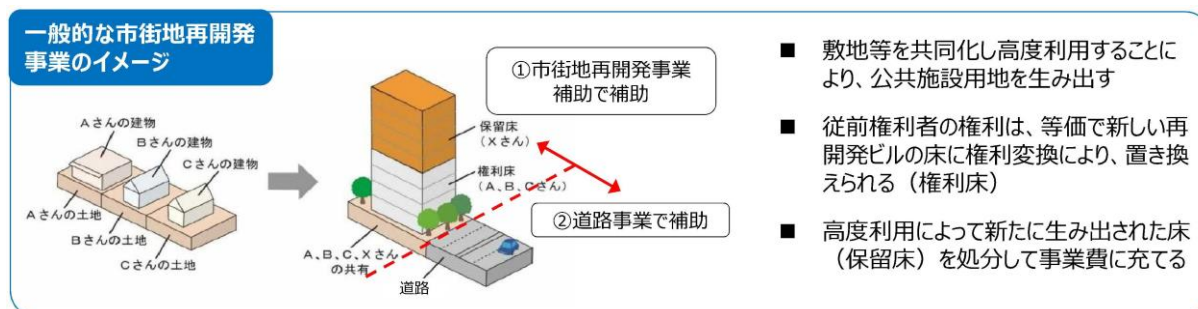 一般的な市街地再開発
事業のイメージ
Aさんの建物
Bさんの建物
Cさんの建物
Aさんの土地
Bさんの土地
Cさんの土地
①市街地再開発事業
補助で補助
保留床
(Xさん)
権利床
(A、B、Cさん)
②道路事業で補助
A、B、C、Xさん
の共有
道路
■ 敷地等を共同化し高度利用することに
より、公共施設用地を生み出す
■ 従前権利者の権利は、等価で新しい再
開発ビルの床に権利変換により、置き換
えられる（権利床）
■ 高度利用によって新たに生み出された床
（保留床）を処分して事業費に充てる